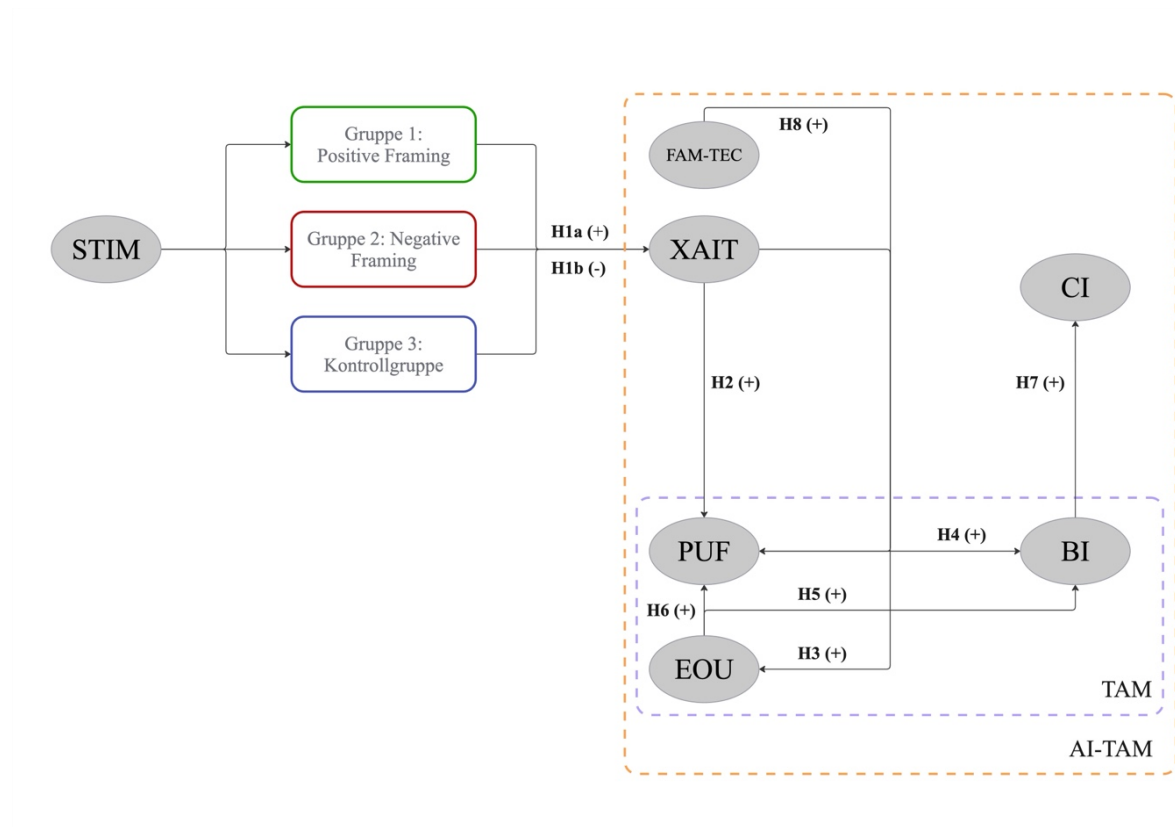 H8 (+)
Gruppe 1:
Positive Framing
FAM-TEC
STIM
Gruppe 2: Negative
Framing
H1a (+)
H1b (-)
XAIT
CI
Gruppe 3:
Kontrollgruppe
H2 (+)
H7 (+)
PUF
H4 (+)
BI
H6 (+)
H5 (+)
EOU
H3 (+)
TAM
AI-TAM